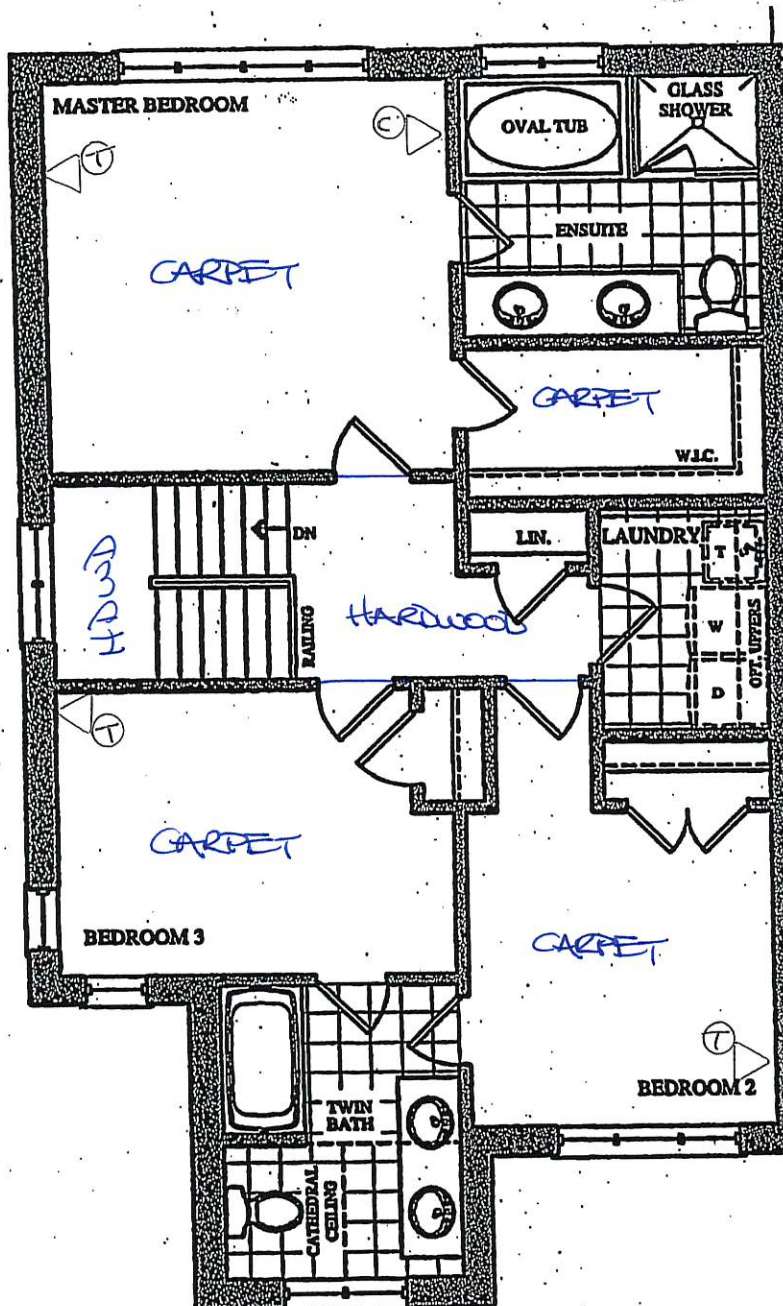 MASTER BEDROOM
T
C
CARPET
OVAL TUB
GLASS
SHOWER
ENSUITE
CARPET
W.I.C.
DN
RAILING
HDWD
HARDWOOD
LIN.
LAUNDRY
T
W
D
OPT. UPPERS
T
CARPET
BEDROOM 3
CARPET
T
BEDROOM 2
TWIN
BATH
CATHEDRAL
CEILING